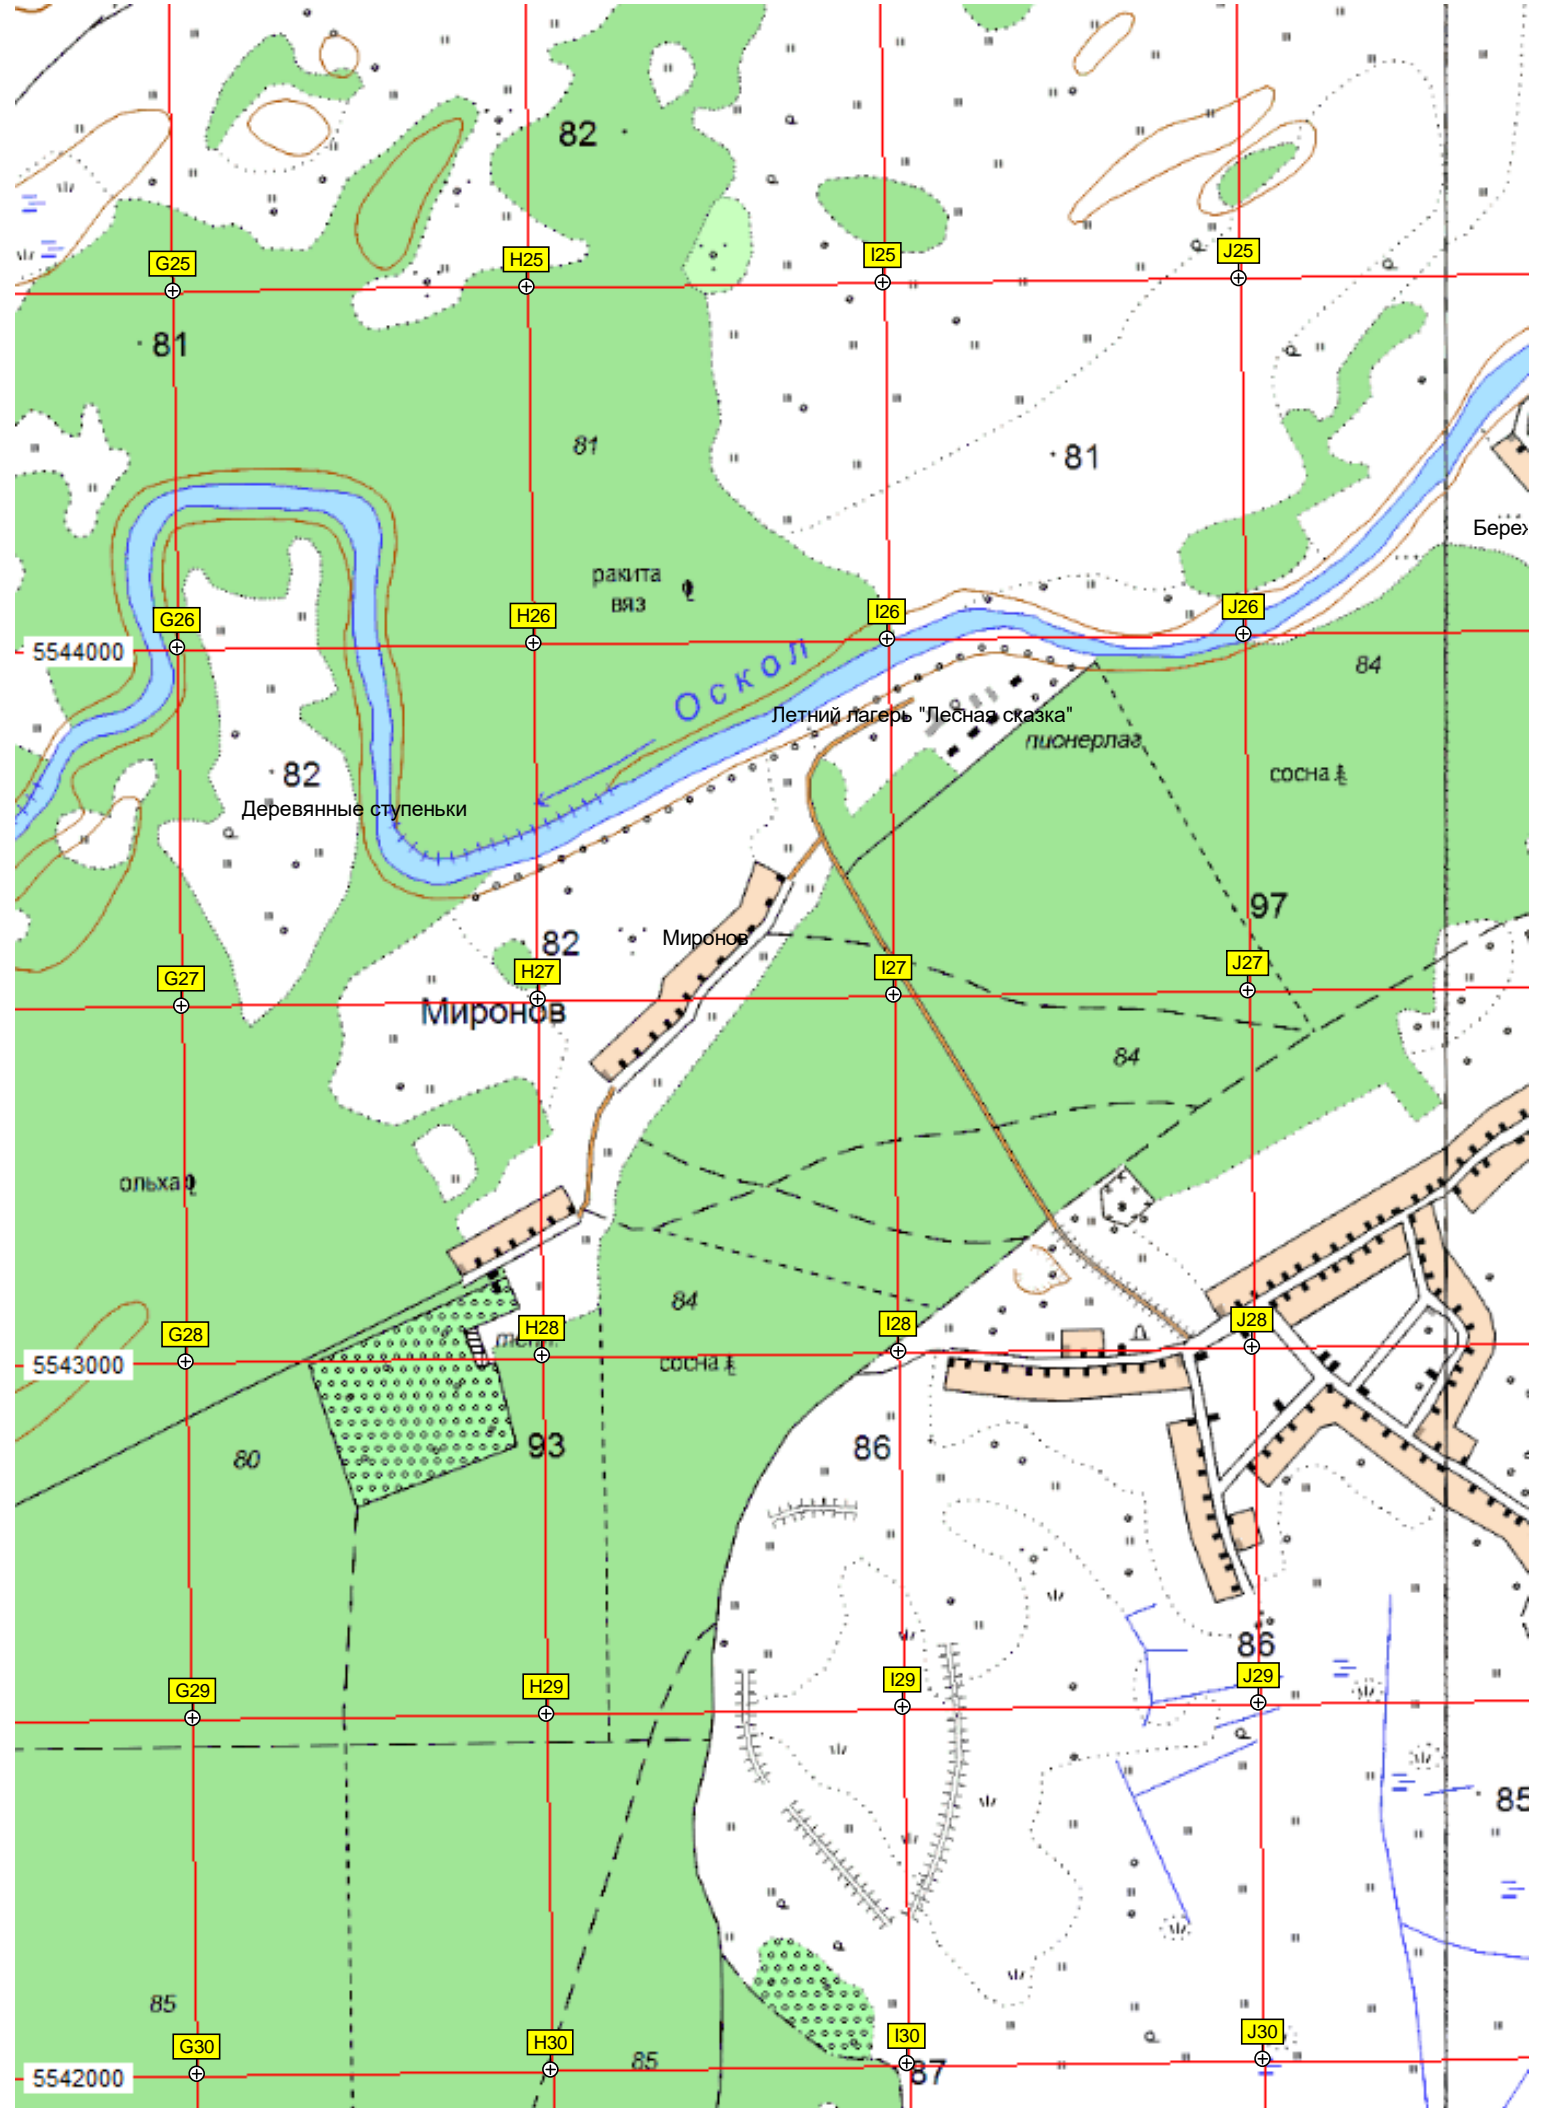 82
G25
H25
I25
J25
81
81
81
Береж
ракита
вяз
G26
H26
I26
J26
5544000
Оскол
84
Летний лагерь "Лесная сказка"
пионерлаг.
сосна
82
Деревянные ступеньки
97
82
Миронов
G27
H27
I27
J27
Миронов
84
ольха
84
G28
H28
I28
J28
5543000
сосна
93
86
80
86
G29
H29
I29
J29
85
85
G30
H30
I30
J30
85
87
5542000